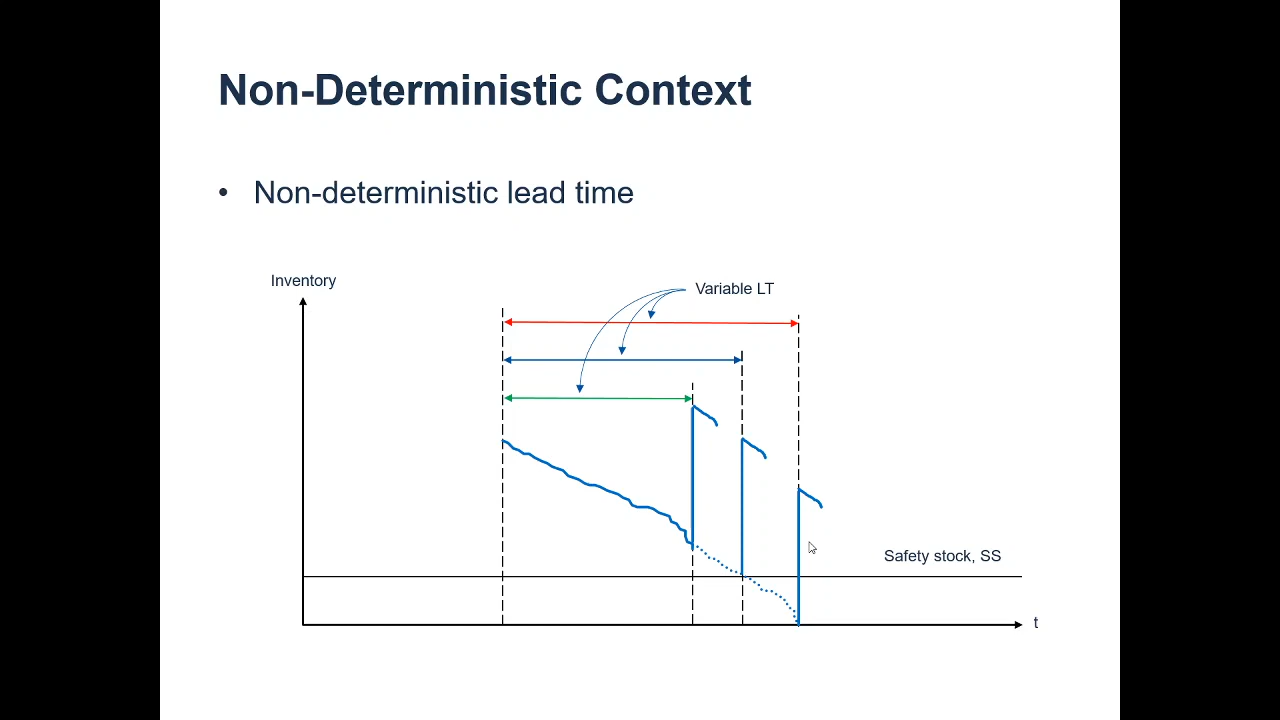 Non-Deterministic Context
• Non-deterministic lead time
Inventory
Variable LT
Safety stock, SS
t